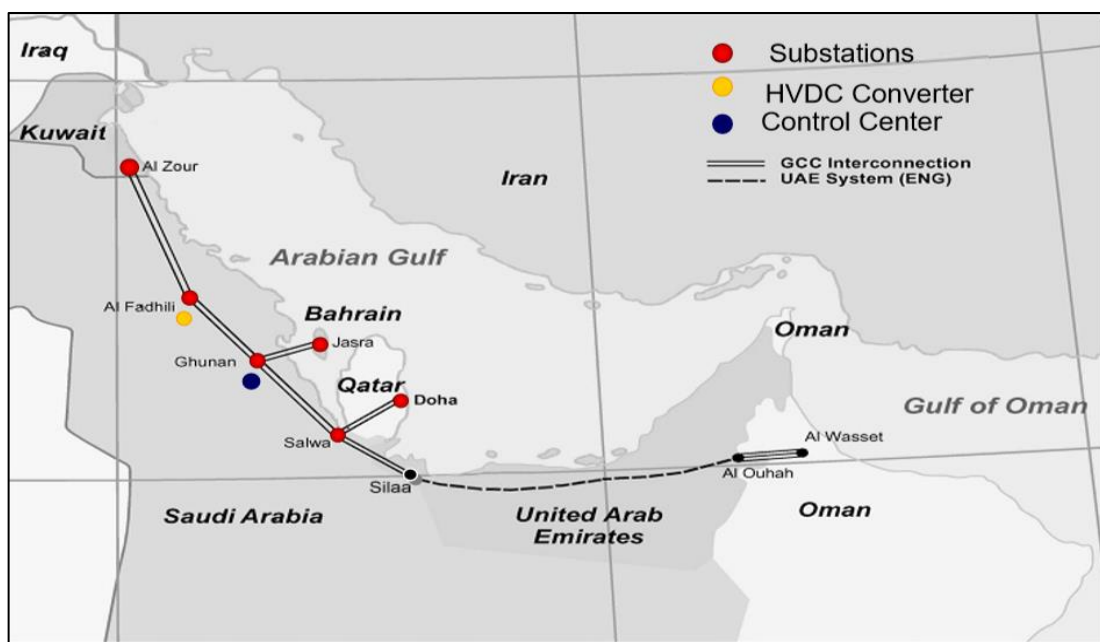 Iraq
Substations
HVDC Converter
Control Center
Kuwait
Al Zour
GCC Interconnection
UAE System (ENG)
Iran
Arabian Gulf
Al Fadhili
Bahrain
Jasra
Oman
Ghunan
Qatar
Doha
Gulf of Oman
Salwa
Al Wasset
Silaa
Al Ouhah
Saudi Arabia
United Arab
Emirates
Oman